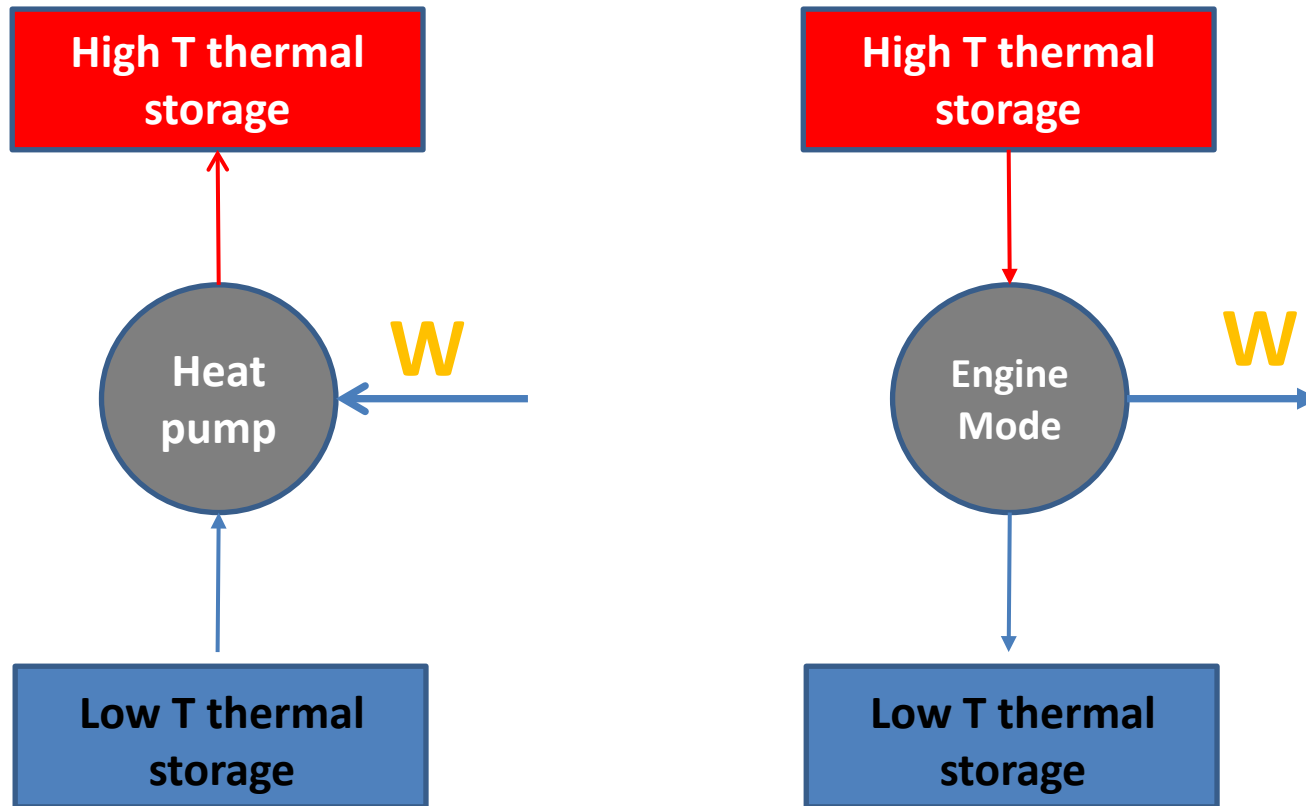 High T thermal
storage
High T thermal
storage
W
W
Heat
pump
Engine
Mode
Low T thermal
storage
Low T thermal
storage